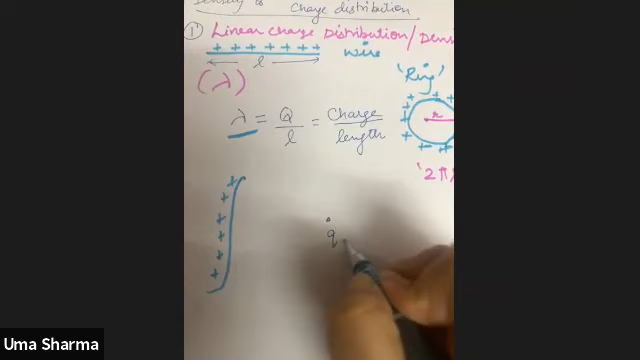 Charge distribution
① Linear charge Distribution/Dens
+ + + + + + + + wire
l
(λ)
'Ring'
λ = Q/l = Charge/length
r
'2π
q
Uma Sharma